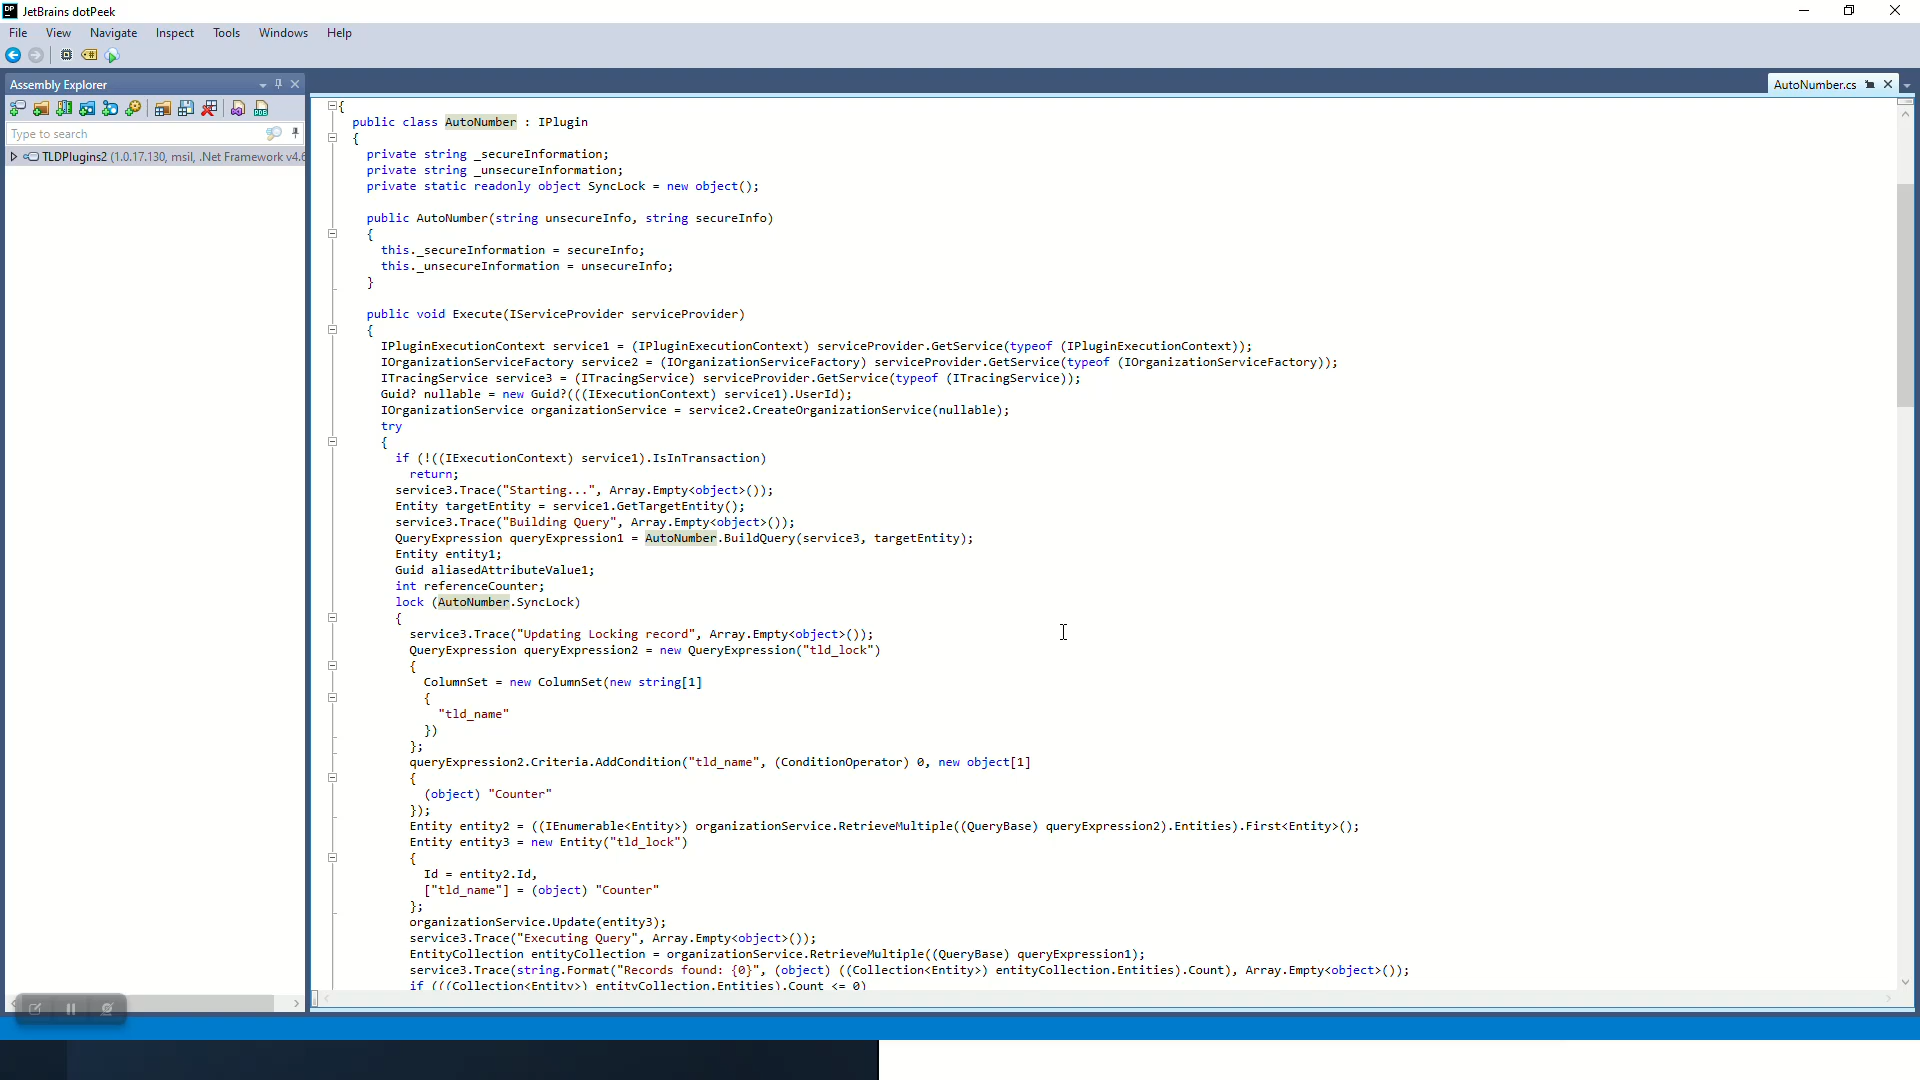 JetBrains dotPeek
File View Navigate Inspect Tools Windows Help
Assembly Explorer
AutoNumber.cs
Type to search
TLDPlugins2 (1.0.17.130, msil, .Net Framework v4.6
{
public class AutoNumber : IPlugin
{
private string _secureInformation;
private string _unsecureInformation;
private static readonly object SyncLock = new object();
public AutoNumber(string unsecureInfo, string secureInfo)
{
this._secureInformation = secureInfo;
this._unsecureInformation = unsecureInfo;
}
public void Execute(IServiceProvider serviceProvider)
{
IPluginExecutionContext service1 = (IPluginExecutionContext) serviceProvider.GetService(typeof (IPluginExecutionContext));
IOrganizationServiceFactory service2 = (IOrganizationServiceFactory) serviceProvider.GetService(typeof (IOrganizationServiceFactory));
ITracingService service3 = (ITracingService) serviceProvider.GetService(typeof (ITracingService));
Guid? nullable = new Guid?(((IExecutionContext) service1).UserId);
IOrganizationService organizationService = service2.CreateOrganizationService(nullable);
try
{
if (!((IExecutionContext) service1).IsInTransaction)
return;
service3.Trace("Starting...", Array.Empty<object>());
Entity targetEntity = service1.GetTargetEntity();
service3.Trace("Building Query", Array.Empty<object>());
QueryExpression queryExpression1 = AutoNumber.BuildQuery(service3, targetEntity);
Entity entity1;
Guid aliasedAttributeValue1;
int referenceCounter;
lock (AutoNumber.SyncLock)
{
service3.Trace("Updating Locking record", Array.Empty<object>());
QueryExpression queryExpression2 = new QueryExpression("tld_lock")
{
ColumnSet = new ColumnSet(new string[1]
{
"tld_name"
})
};
queryExpression2.Criteria.AddCondition("tld_name", (ConditionOperator) 0, new object[1]
{
(object) "Counter"
});
Entity entity2 = ((IEnumerable<Entity>) organizationService.RetrieveMultiple((QueryBase) queryExpression2).Entities).First<Entity>();
Entity entity3 = new Entity("tld_lock")
{
Id = entity2.Id,
["tld_name"] = (object) "Counter"
};
organizationService.Update(entity3);
service3.Trace("Executing Query", Array.Empty<object>());
EntityCollection entityCollection = organizationService.RetrieveMultiple((QueryBase) queryExpression1);
service3.Trace(string.Format("Records found: {0}", (object) ((Collection<Entity>) entityCollection.Entities).Count), Array.Empty<object>());
if (((Collection<Entity>) entityCollection.Entities).Count <= 0)